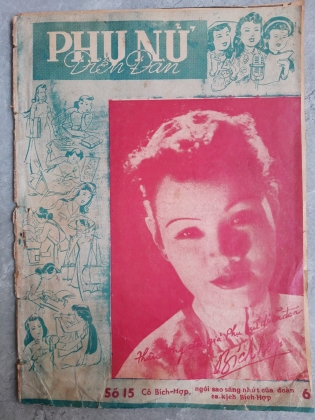 PHỤ NỮ
Diễn Đàn
Số 15
Cô Bích-Hợp, ngôi sao sáng nhứt của đoàn
ca-kịch Bích-Hợp
6